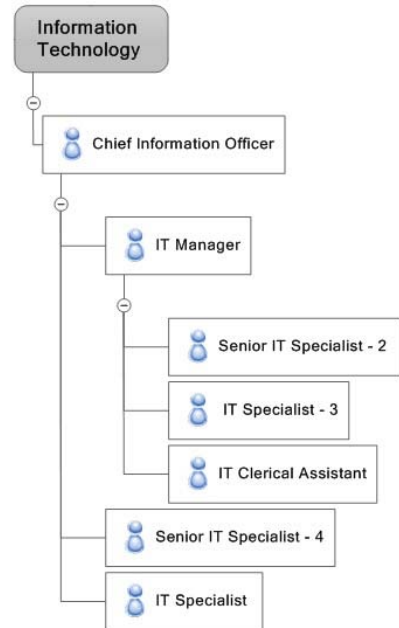 Information
Technology
Chief Information Officer
IT Manager
Senior IT Specialist - 2
IT Specialist - 3
IT Clerical Assistant
Senior IT Specialist - 4
IT Specialist